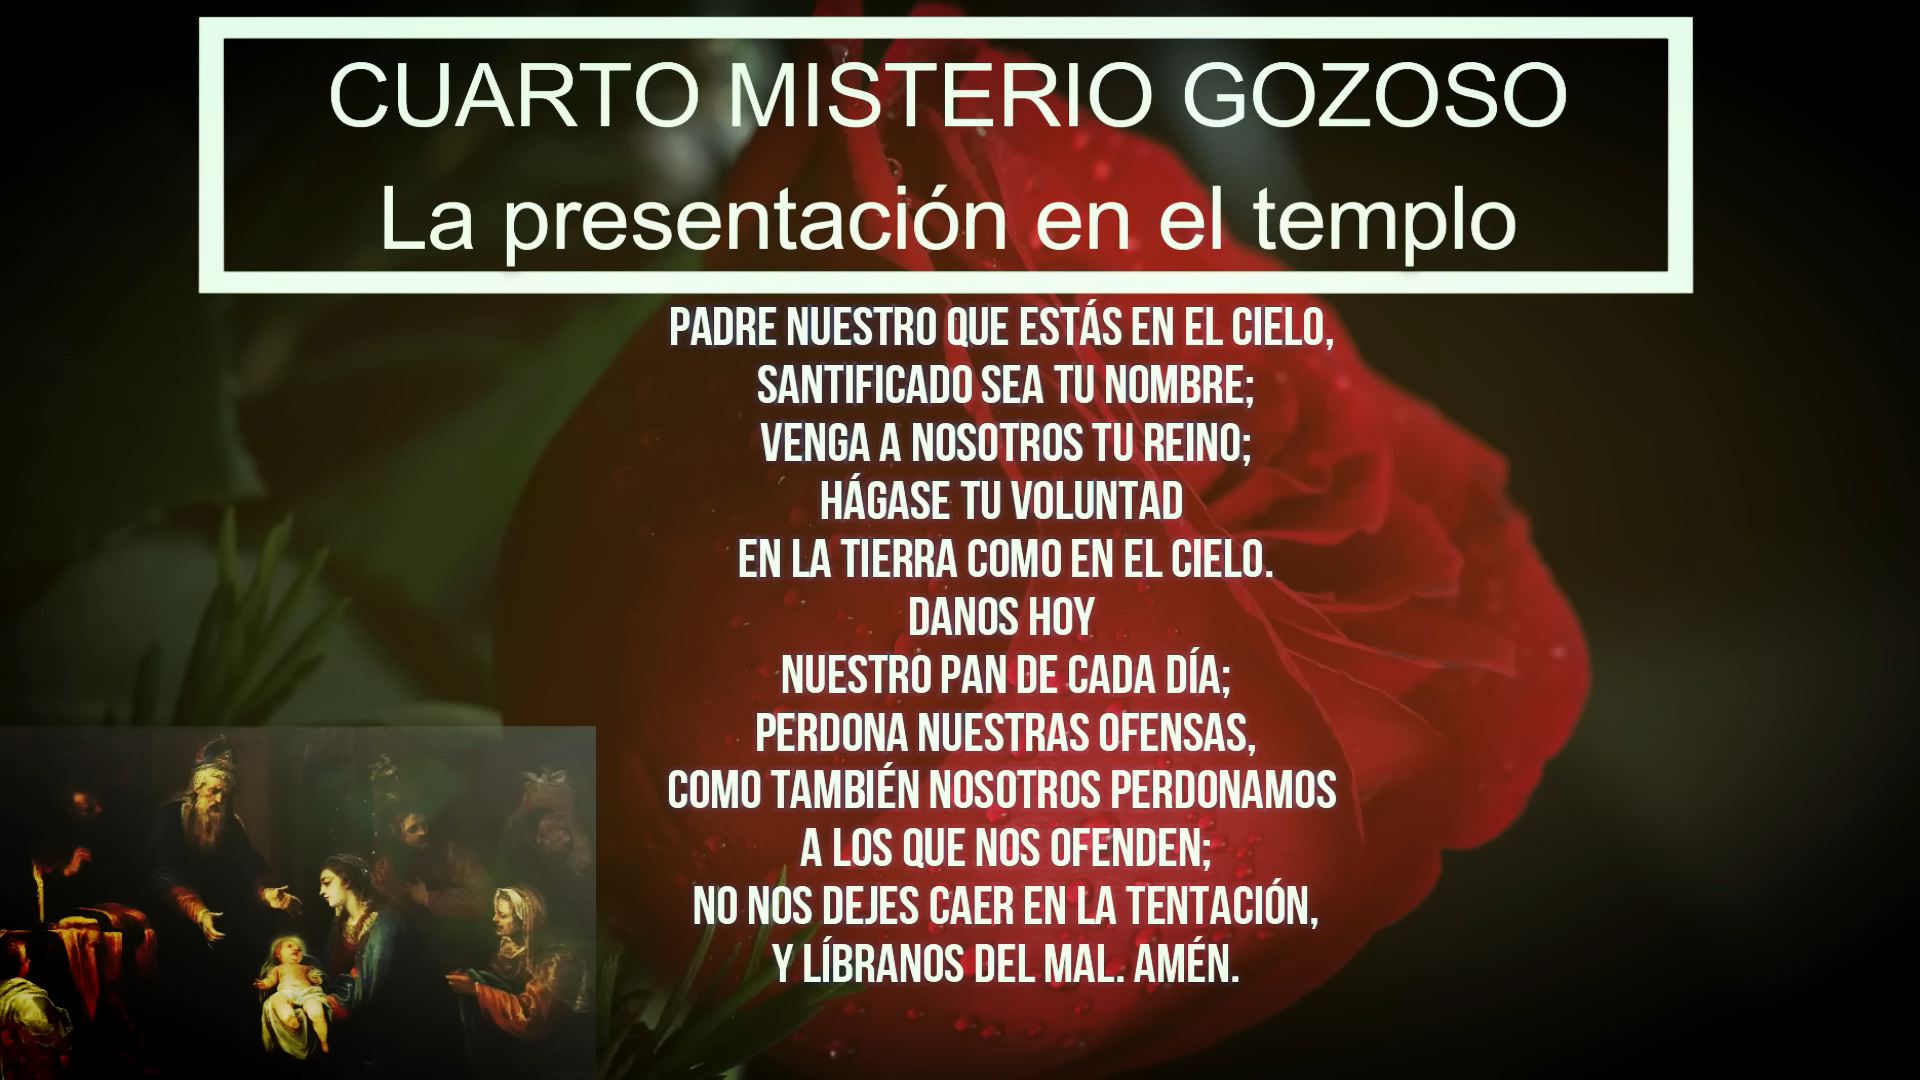 CUARTO MISTERIO GOZOSO
La presentación en el templo
PADRE NUESTRO QUE ESTÁS EN EL CIELO,
SANTIFICADO SEA TU NOMBRE;
VENGA A NOSOTROS TU REINO;
HÁGASE TU VOLUNTAD
EN LA TIERRA COMO EN EL CIELO.
DANOS HOY
NUESTRO PAN DE CADA DÍA;
PERDONA NUESTRAS OFENSAS,
COMO TAMBIÉN NOSOTROS PERDONAMOS
A LOS QUE NOS OFENDEN;
NO NOS DEJES CAER EN LA TENTACIÓN,
Y LÍBRANOS DEL MAL. AMÉN.